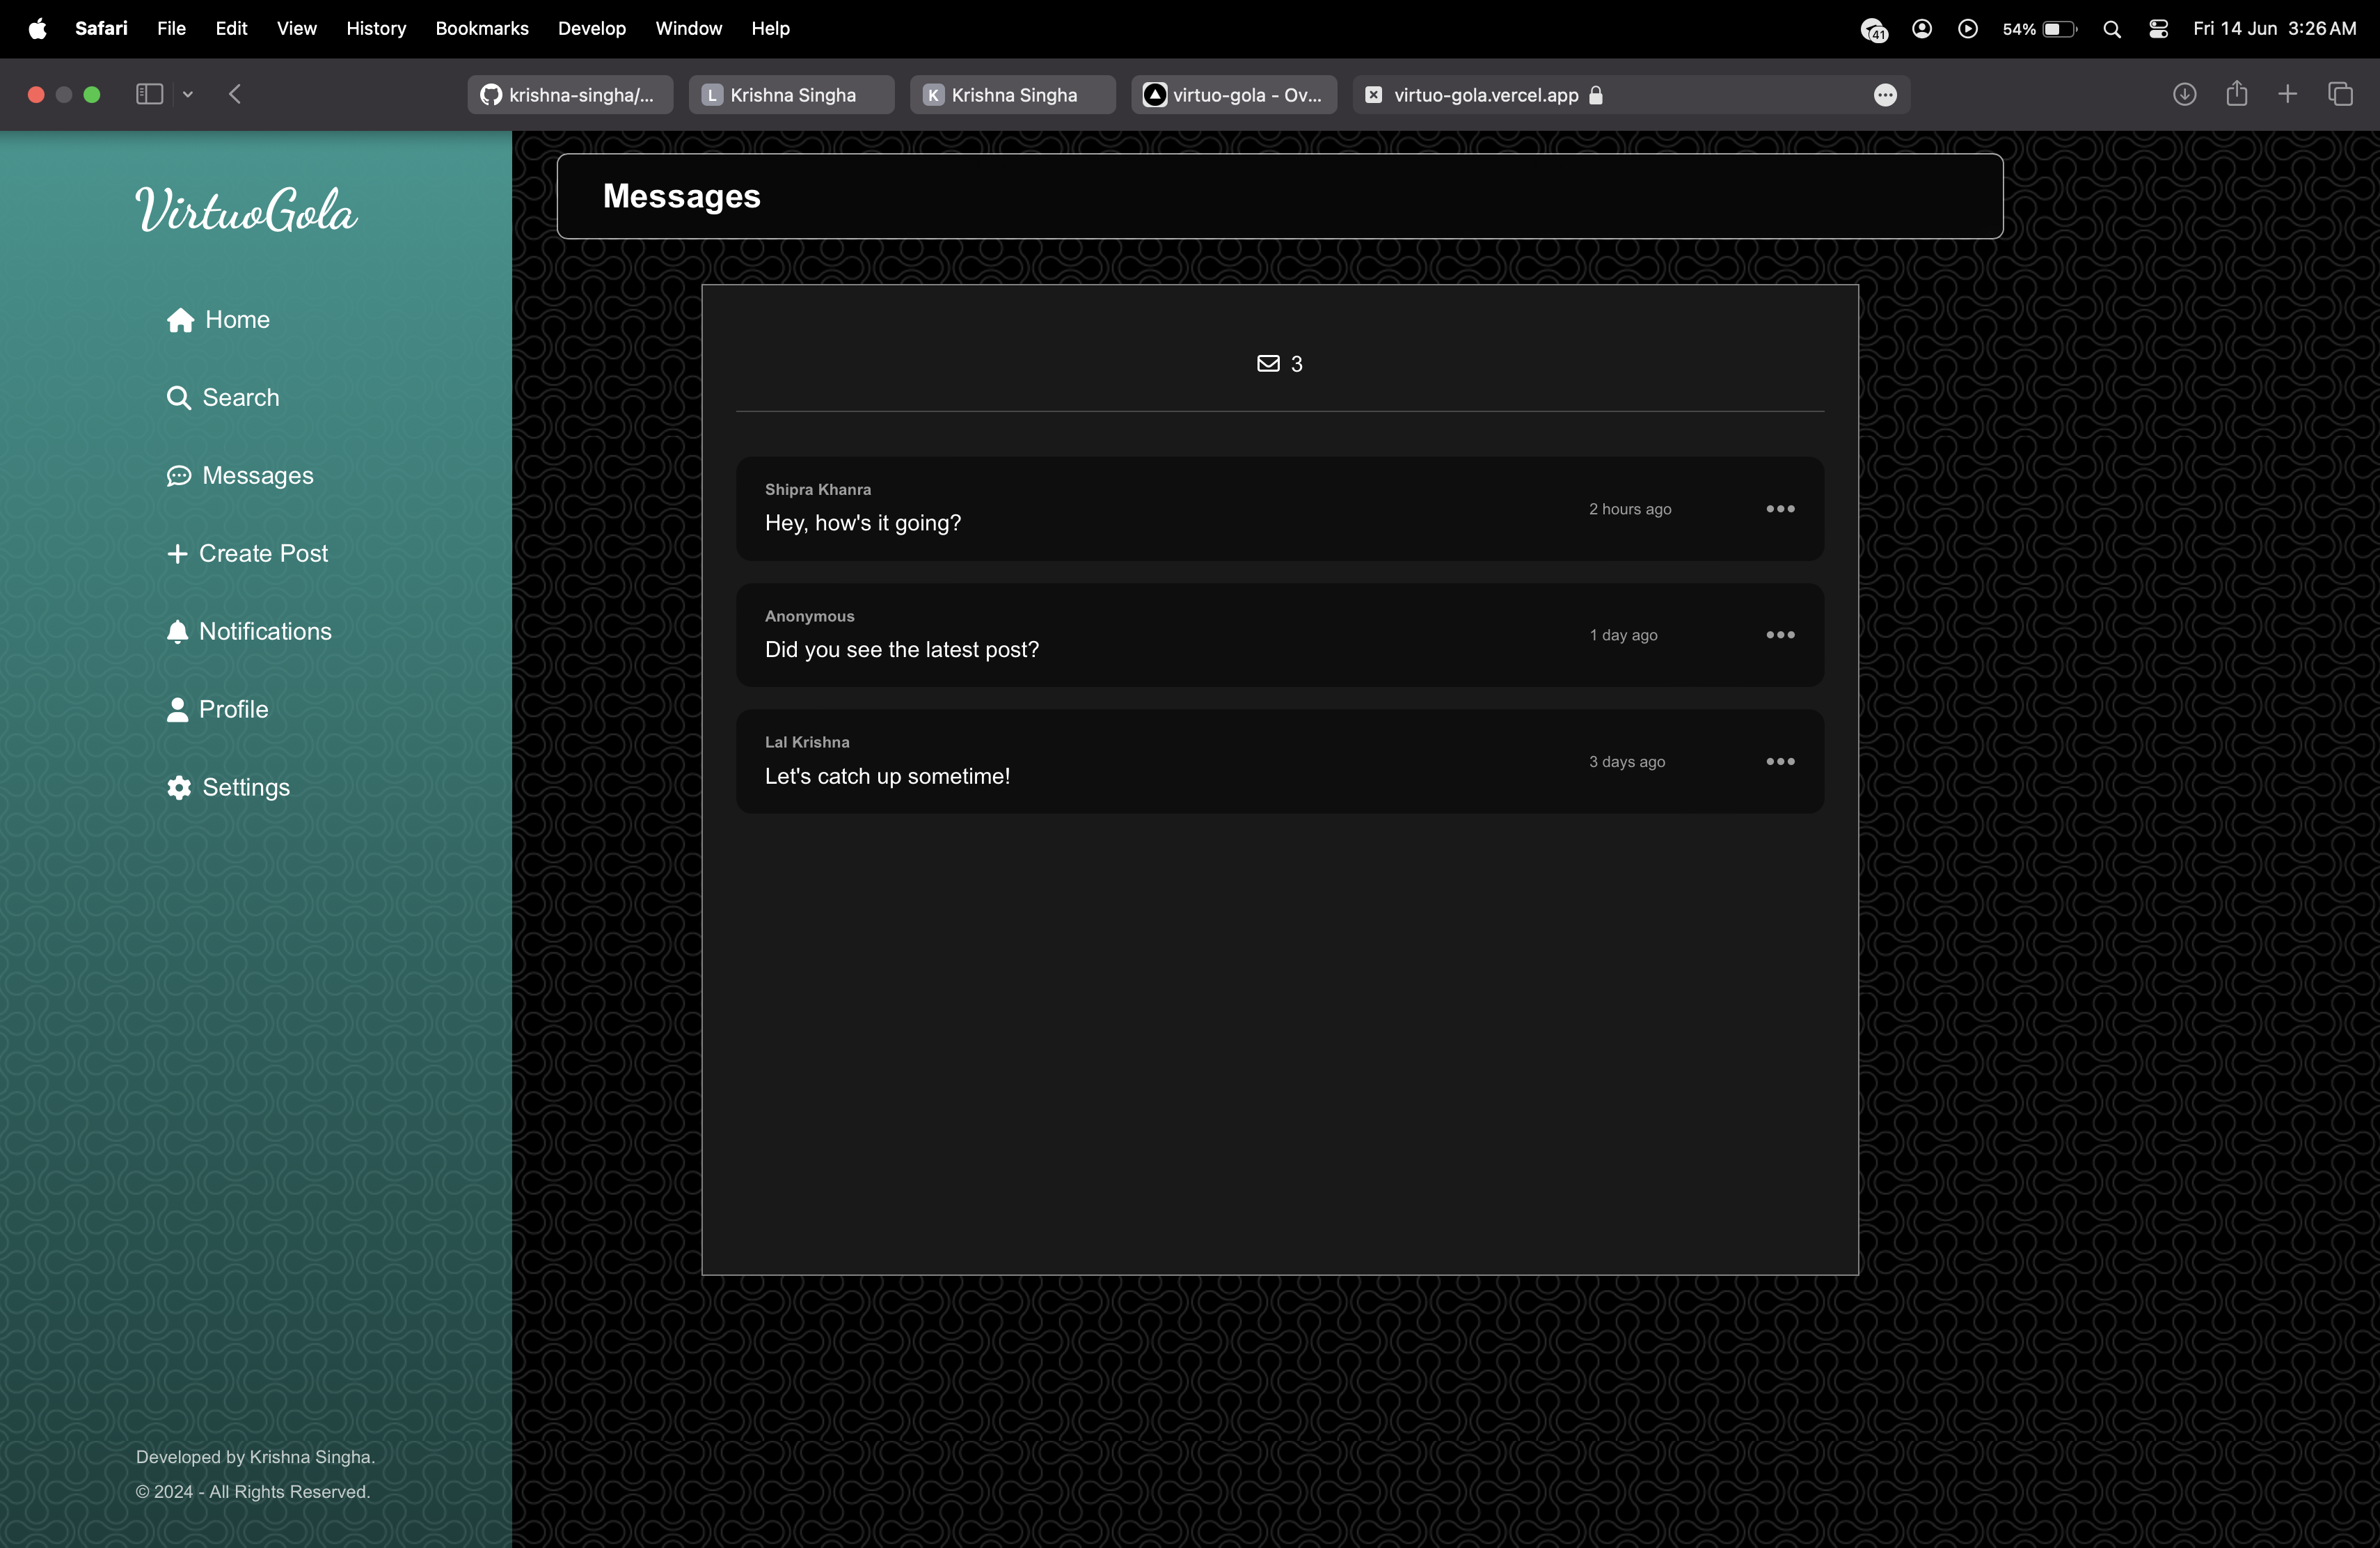 Safari File Edit View History Bookmarks Develop Window Help 41 54% Fri 14 Jun 3:26 AM
krishna-singha/... L Krishna Singha K Krishna Singha virtuo-gola - Ov... virtuo-gola.vercel.app
VirtuoGola
Home
Search
Messages
Create Post
Notifications
Profile
Settings
Developed by Krishna Singha.
© 2024 - All Rights Reserved.
Messages
3
Shipra Khanra
Hey, how's it going?
2 hours ago
Anonymous
Did you see the latest post?
1 day ago
Lal Krishna
Let's catch up sometime!
3 days ago